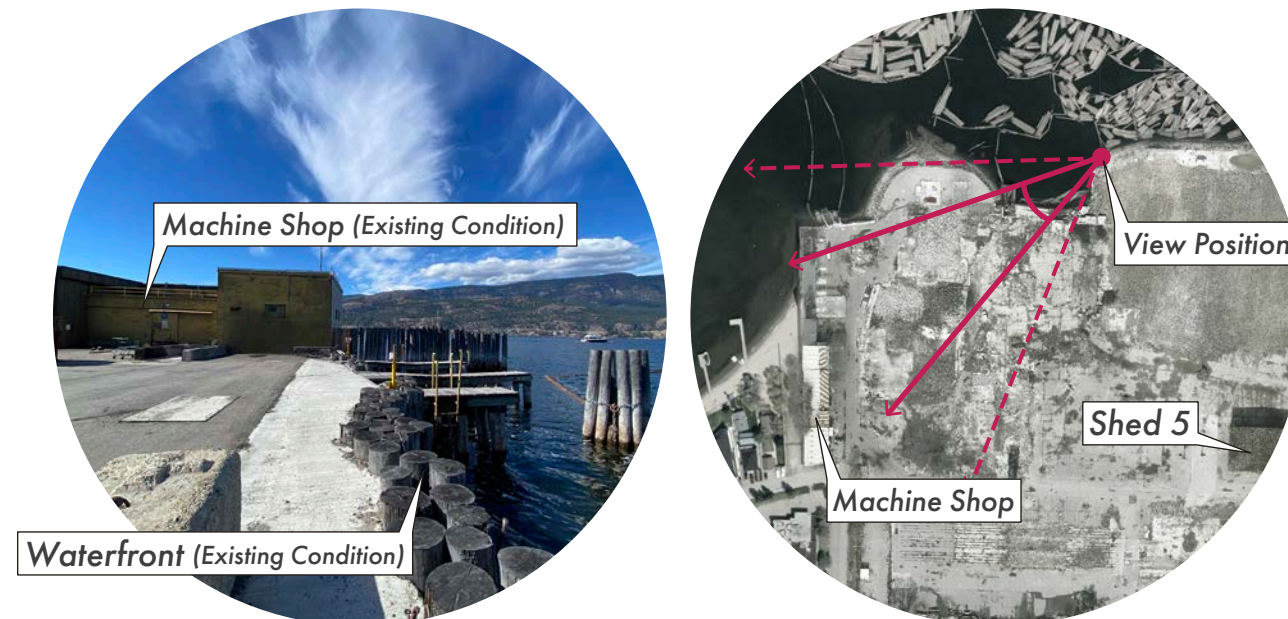 Machine Shop (Existing Condition)
Waterfront (Existing Condition)
View Position
Shed 5
Machine Shop